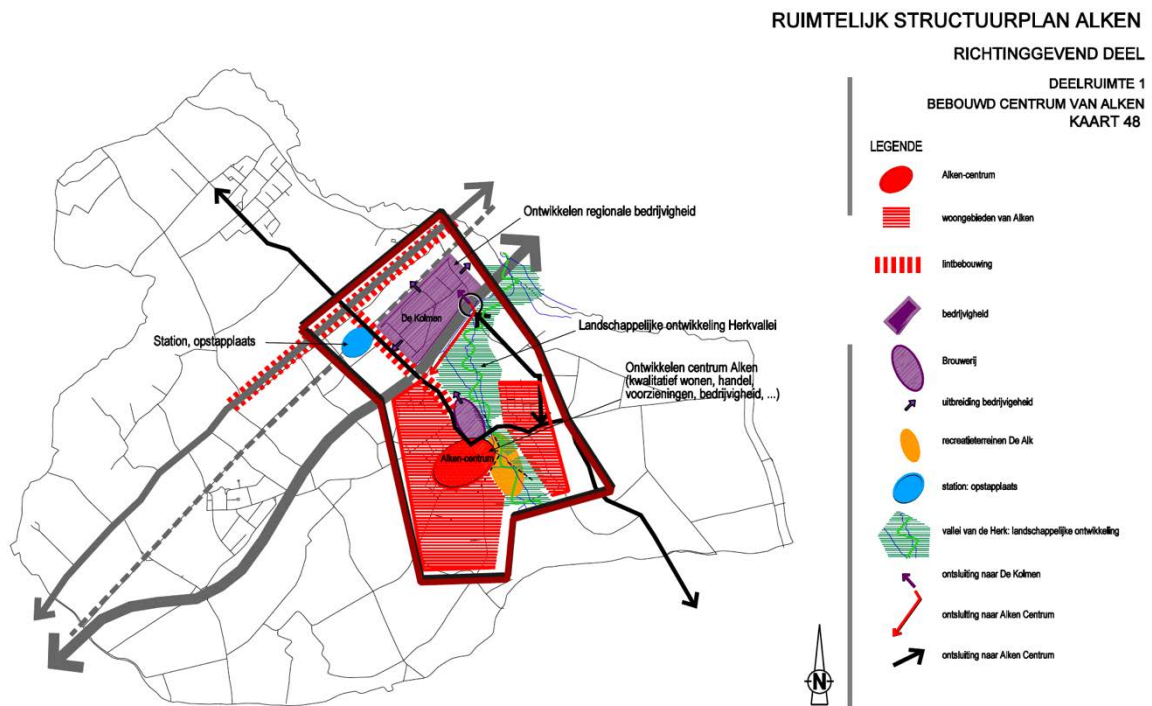 RUIMTELIJK STRUCTUURPLAN ALKEN
RICHTINGGEVEND DEEL
DEELRUIMTE 1
BEBOUWD CENTRUM VAN ALKEN
KAART 48
LEGENDE
Alken-centrum
woongebieden van Alken
lintbebouwing
bedrijvigheid
Brouwerij
uitbreiding bedrijvigeheid
recreatieterreinen De Alk
station: opstapplaats
vallei van de Herk: landschappelijke ontwikkeling
ontsluiting naar De Kolmen
ontsluiting naar Alken Centrum
ontsluiting naar Alken Centrum
Ontwikkelen regionale bedrijvigheid
De Kolmen
Landschappelijke ontwikkeling Herkvallei
Station, opstapplaats
Ontwikkelen centrum Alken
(kwalitatief wonen, handel,
voorzieningen, bedrijvigheid, ...)
Alken-centrum
N